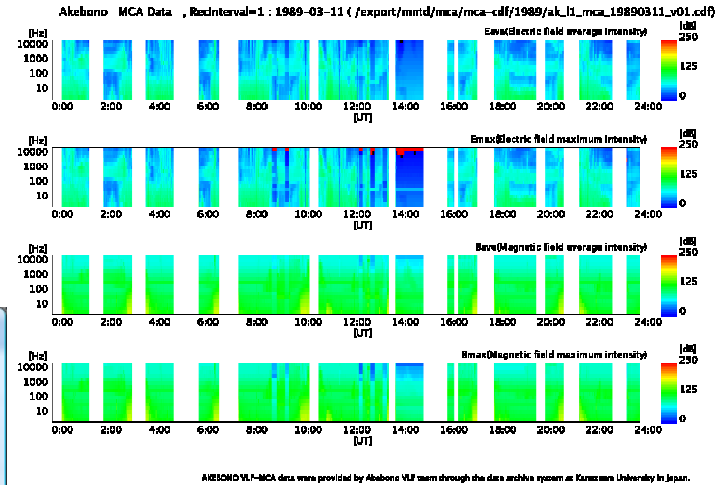 Akebono MCA Data , RecInterval=1 : 1989-03-11 ( /export/mntd/mca/mca-cdf/1989/ak_l1_mca_19890311_v01.cdf)
Eave(Electric field average intensity)
[Hz] [dB]
10000 250
1000
100 125
10
0
0:00 2:00 4:00 6:00 8:00 10:00 12:00 14:00 16:00 18:00 20:00 22:00 24:00
[UT]
Emax(Electric field maximum intensity)
[Hz] [dB]
10000 250
1000
100 125
10
0
0:00 2:00 4:00 6:00 8:00 10:00 12:00 14:00 16:00 18:00 20:00 22:00 24:00
[UT]
Bave(Magnetic field average intensity)
[Hz] [dB]
10000 250
1000
100 125
10
0
0:00 2:00 4:00 6:00 8:00 10:00 12:00 14:00 16:00 18:00 20:00 22:00 24:00
[UT]
Bmax(Magnetic field maximum intensity)
[Hz] [dB]
10000 250
1000
100 125
10
0
0:00 2:00 4:00 6:00 8:00 10:00 12:00 14:00 16:00 18:00 20:00 22:00 24:00
[UT]
AKEBONO VLF-MCA data were provided by Akebono VLF team through the data archive system at Kanazawa University in Japan.